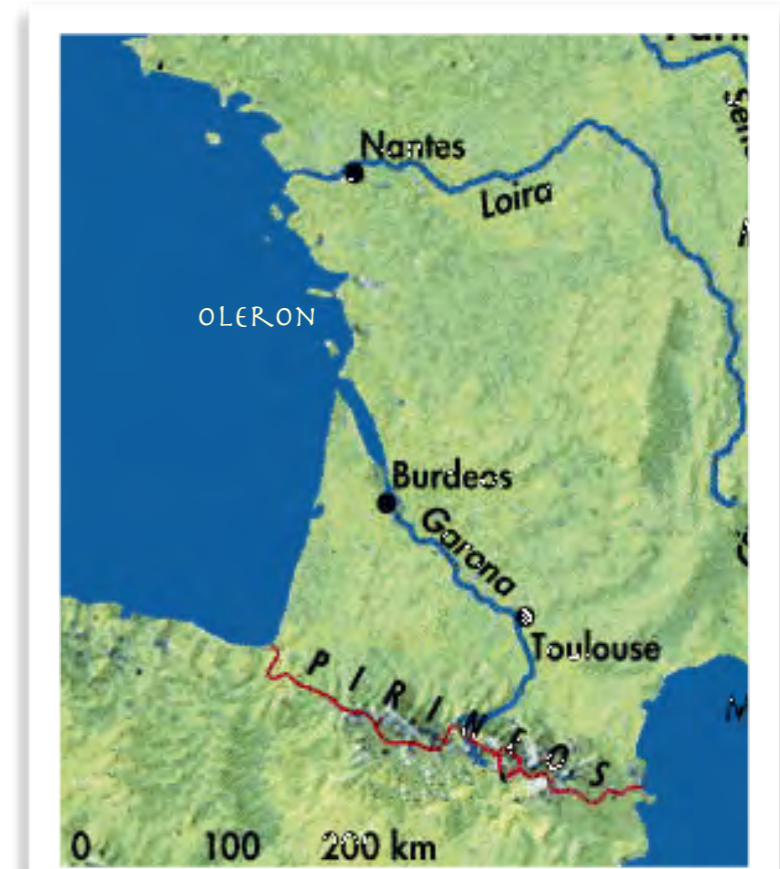 Nantes
Loira
OLERON
Burdeos
Garona
Toulouse
PIRINEOS
0 100 200 km